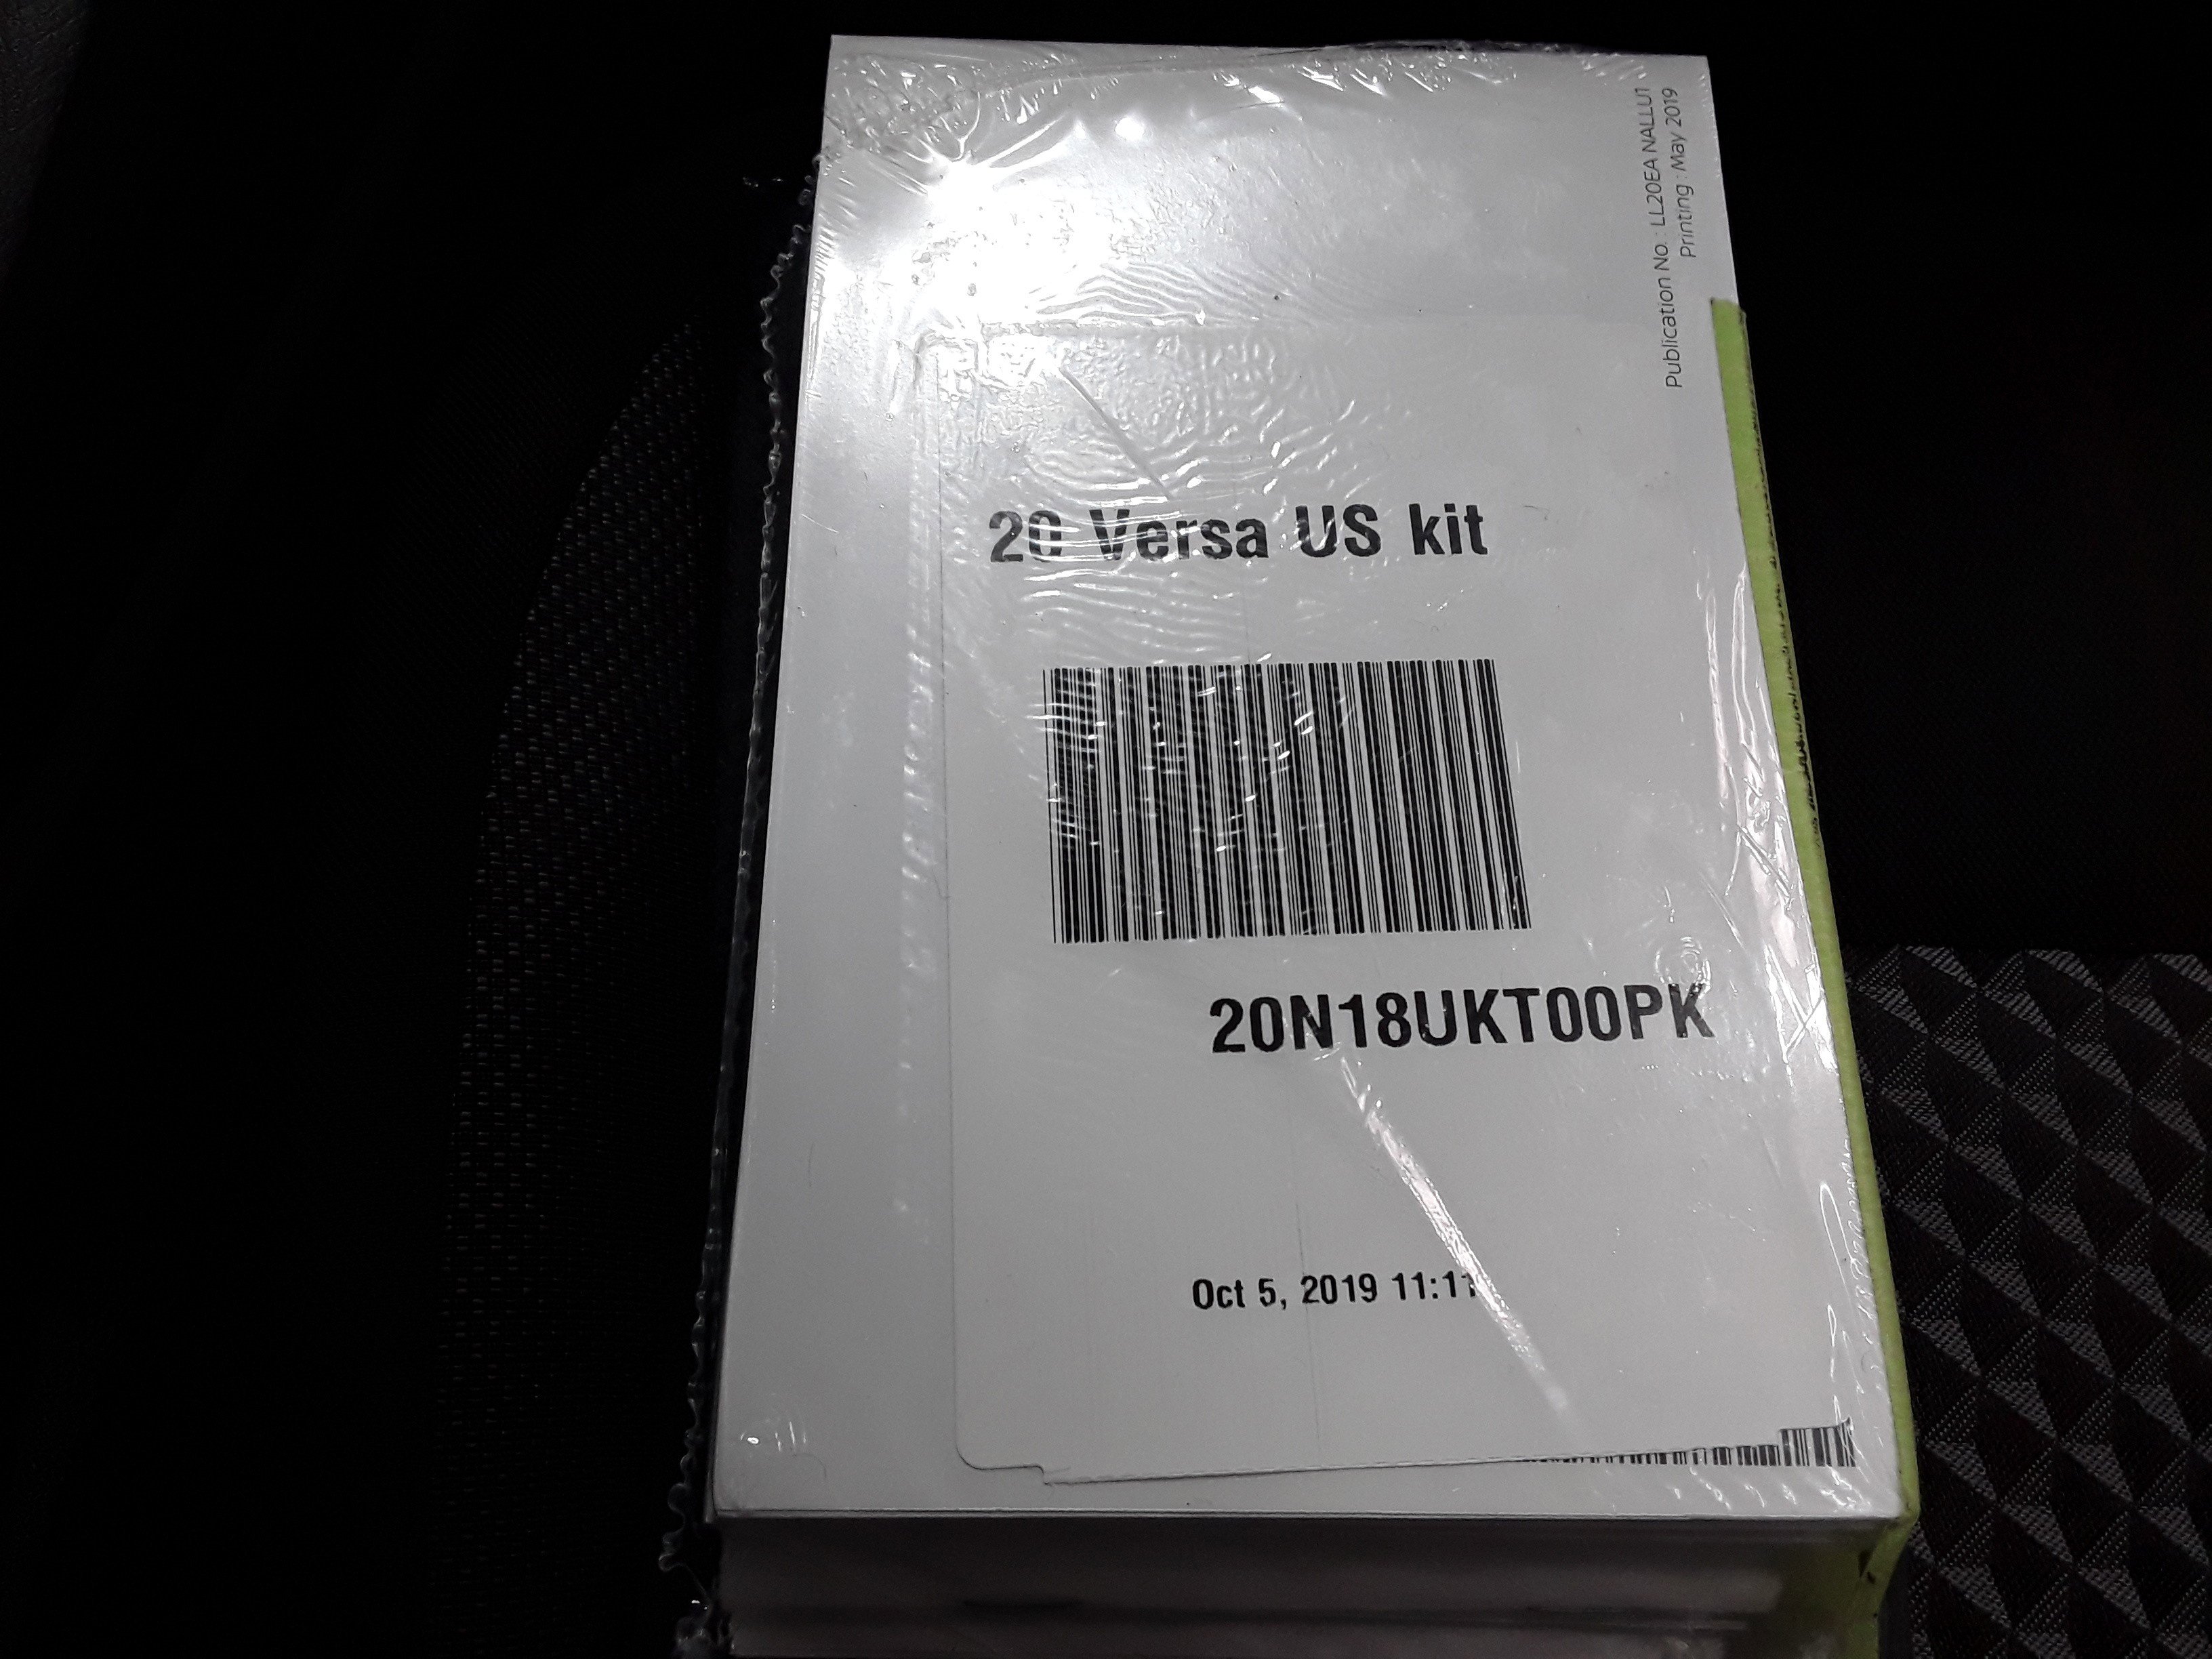 Publication No.: LL20EA NALLU1
Printing : May 2019
20 Versa US kit
20N18UKT00PK
Oct 5, 2019 11:11